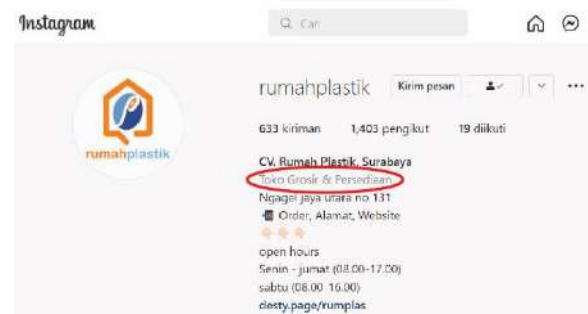 Instagram
Cari
rumahplastik
rumahplastik Kirim pesan
633 kiriman 1,403 pengikut 19 diikuti
CV. Rumah Plastik, Surabaya
Toko Grosir & Persediaan
Ngagel jaya utara no 131
Order, Alamat, Website
open hours
Senin - jumat (08.00-17.00)
sabtu (08.00-16.00)
desty.page/rumplas